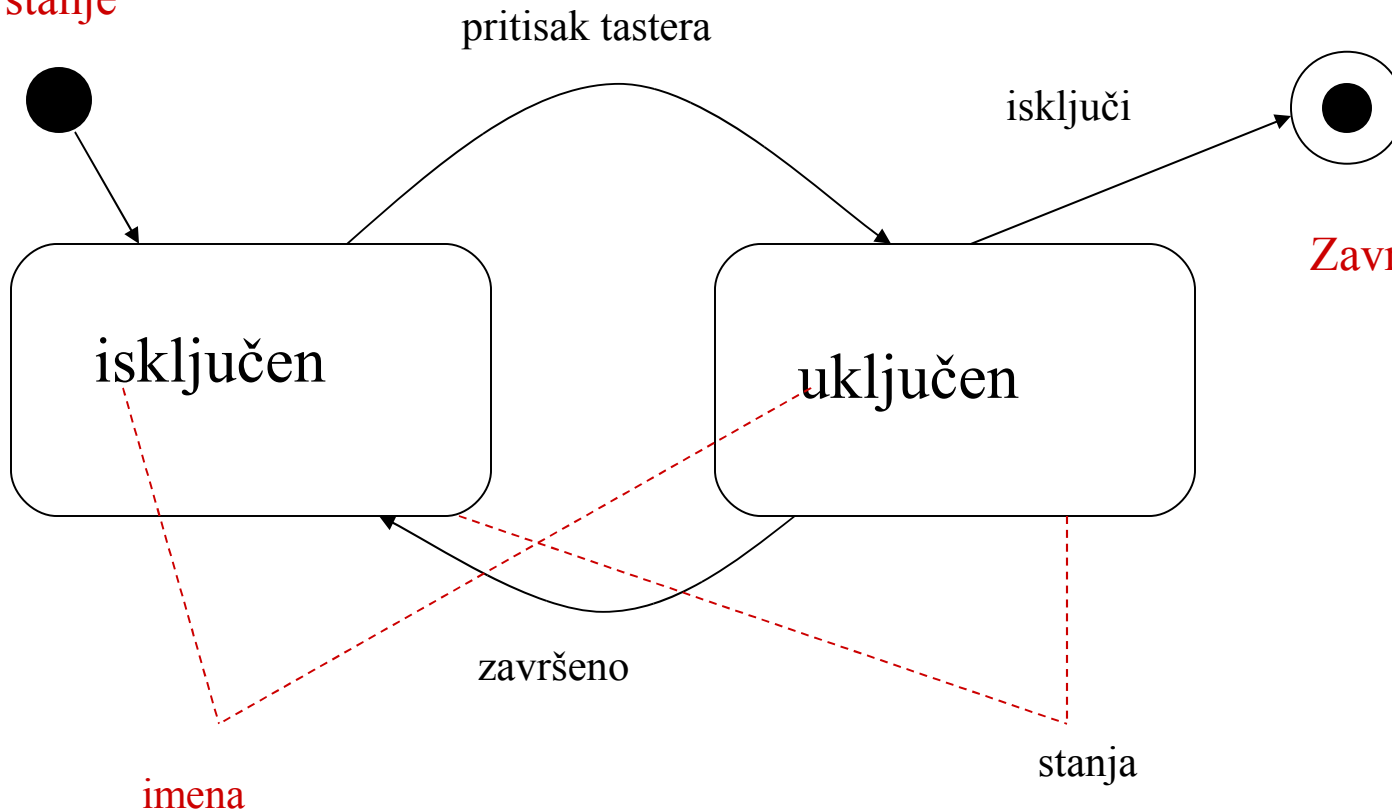 stanje
pritisak tastera
isključi
isključen
uključen
završeno
stanja
imena